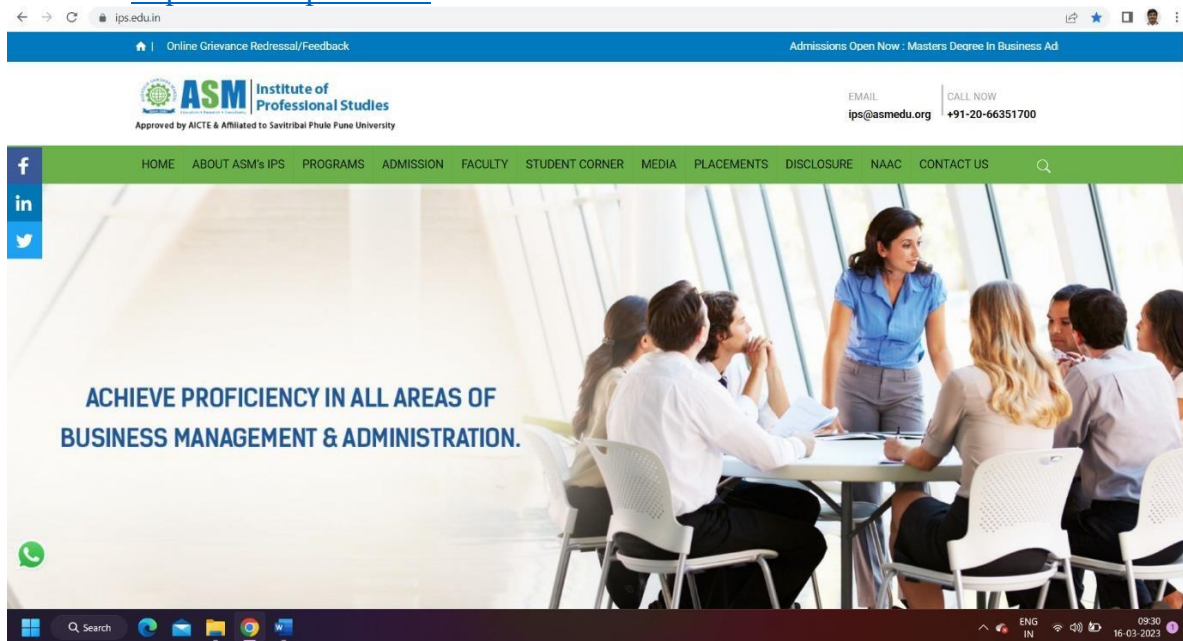 ips.edu.in
Online Grievance Redressal/Feedback
Admissions Open Now : Masters Degree In Business Ad
ASM
Institute of
Professional Studies
Approved by AICTE & Affiliated to Savitribai Phule Pune University
EMAIL
ips@asmedu.org
CALL NOW
+91-20-66351700
HOME ABOUT ASM's IPS PROGRAMS ADMISSION FACULTY STUDENT CORNER MEDIA PLACEMENTS DISCLOSURE NAAC CONTACT US
f
in
ACHIEVE PROFICIENCY IN ALL AREAS OF
BUSINESS MANAGEMENT & ADMINISTRATION.
Search
ENG
IN
09:30
16-03-2023
1